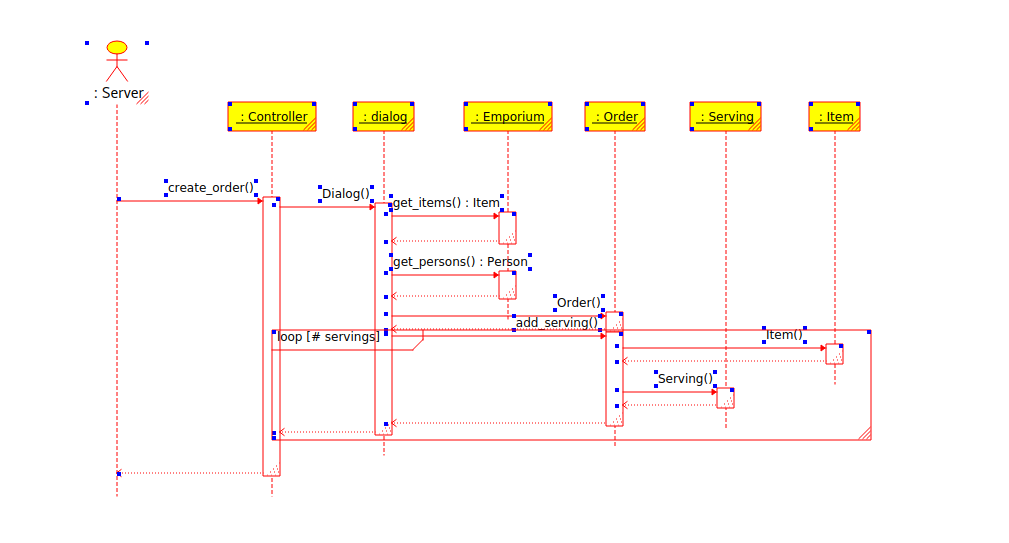 : Server
: Controller
: dialog
: Emporium
: Order
: Serving
: Item
create_order()
Dialog()
get_items() : Item
get_persons() : Person
Order()
add_serving()
loop [# servings]
Item()
Serving()